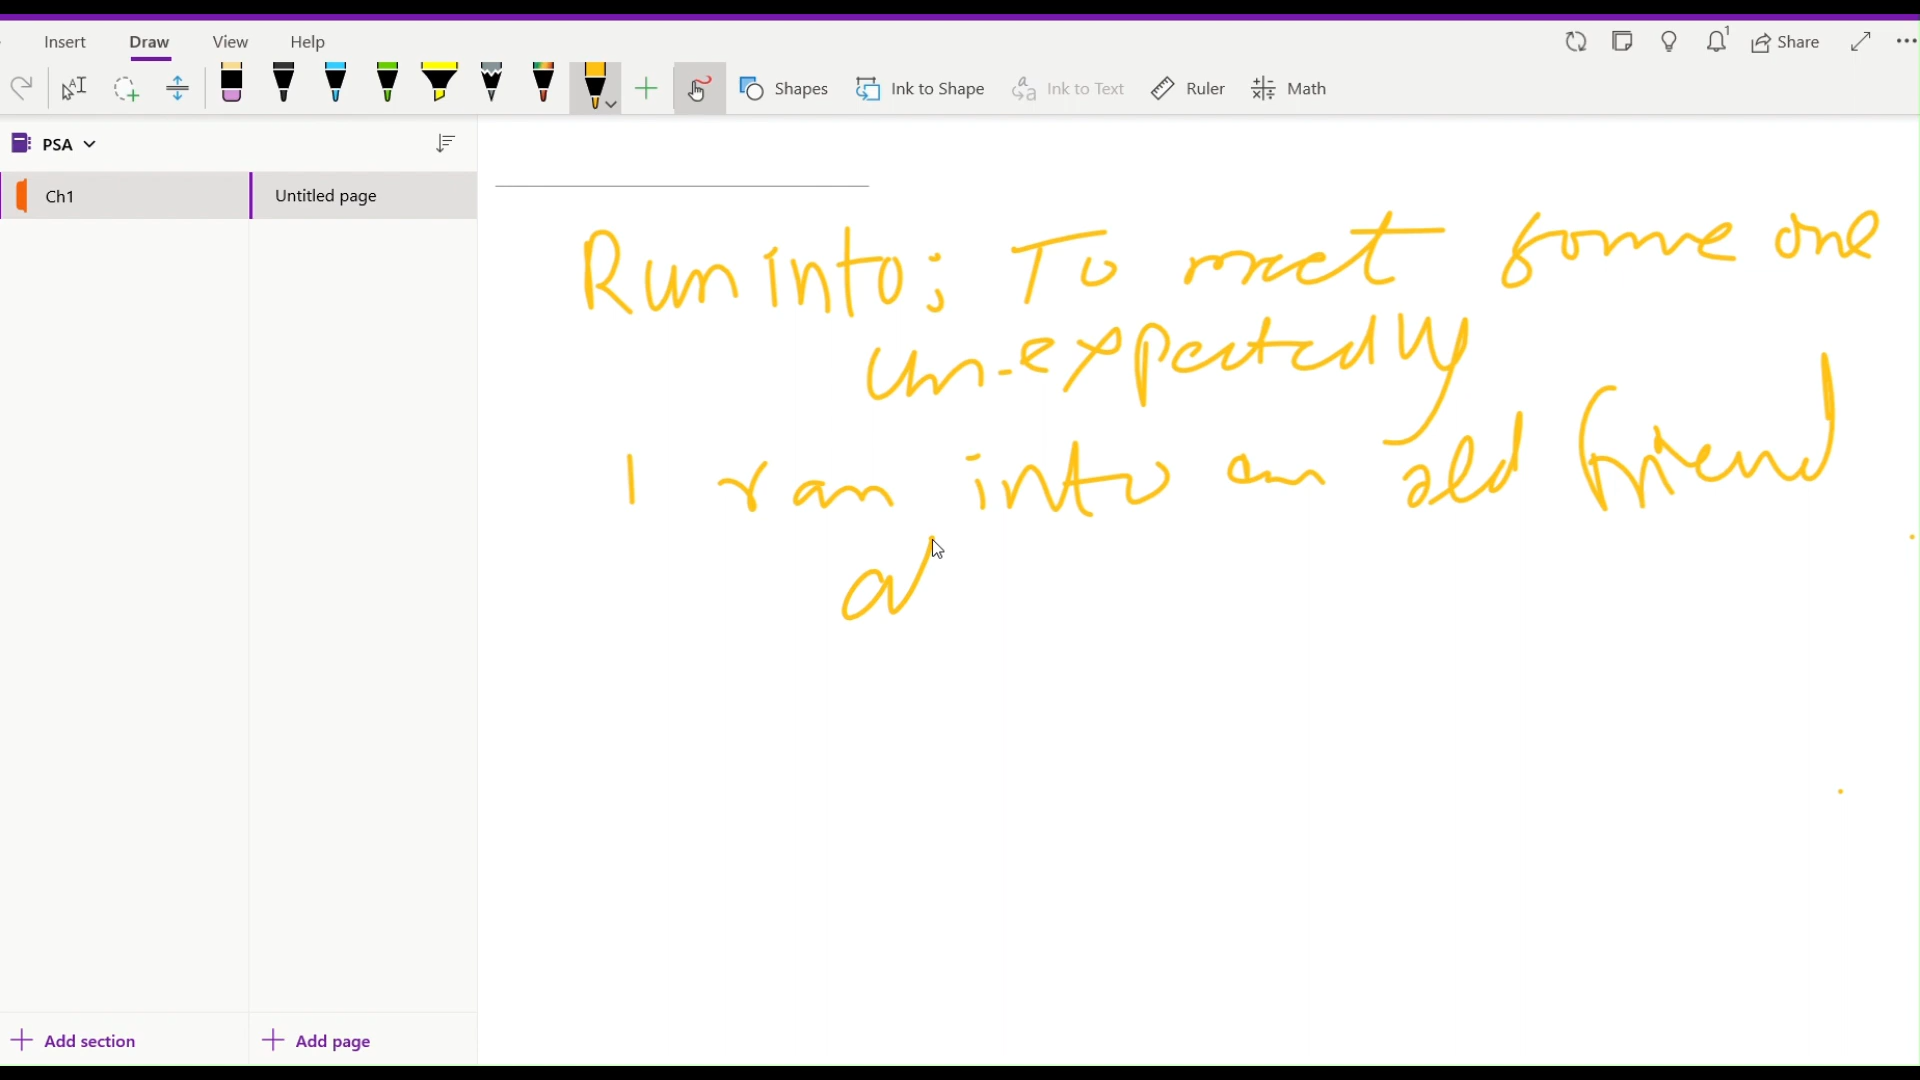 Insert Draw View Help 1 Share
Shapes Ink to Shape Ink to Text Ruler Math
PSA
Ch1 Untitled page
Run into; To meet some one
un-expectedly
I ran into an old friend
a
Add section Add page